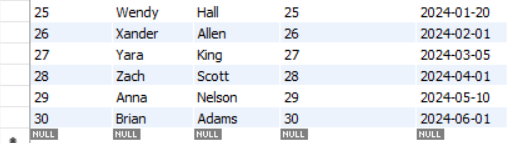 25 Wendy Hall 25 2024-01-20
26 Xander Allen 26 2024-02-01
27 Yara King 27 2024-03-05
28 Zach Scott 28 2024-04-01
29 Anna Nelson 29 2024-05-10
30 Brian Adams 30 2024-06-01
NULL NULL NULL NULL NULL